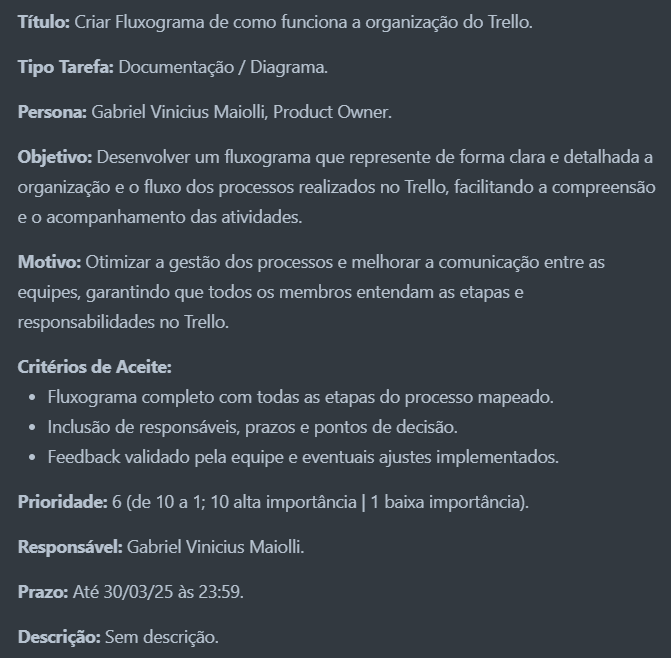 Título: Criar Fluxograma de como funciona a organização do Trello.
Tipo Tarefa: Documentação / Diagrama.
Persona: Gabriel Vinicius Maiolli, Product Owner.
Objetivo: Desenvolver um fluxograma que represente de forma clara e detalhada a
organização e o fluxo dos processos realizados no Trello, facilitando a compreensão
e o acompanhamento das atividades.
Motivo: Otimizar a gestão dos processos e melhorar a comunicação entre as
equipes, garantindo que todos os membros entendam as etapas e
responsabilidades no Trello.
Critérios de Aceite:
• Fluxograma completo com todas as etapas do processo mapeado.
• Inclusão de responsáveis, prazos e pontos de decisão.
• Feedback validado pela equipe e eventuais ajustes implementados.
Prioridade: 6 (de 10 a 1; 10 alta importância | 1 baixa importância).
Responsável: Gabriel Vinicius Maiolli.
Prazo: Até 30/03/25 às 23:59.
Descrição: Sem descrição.